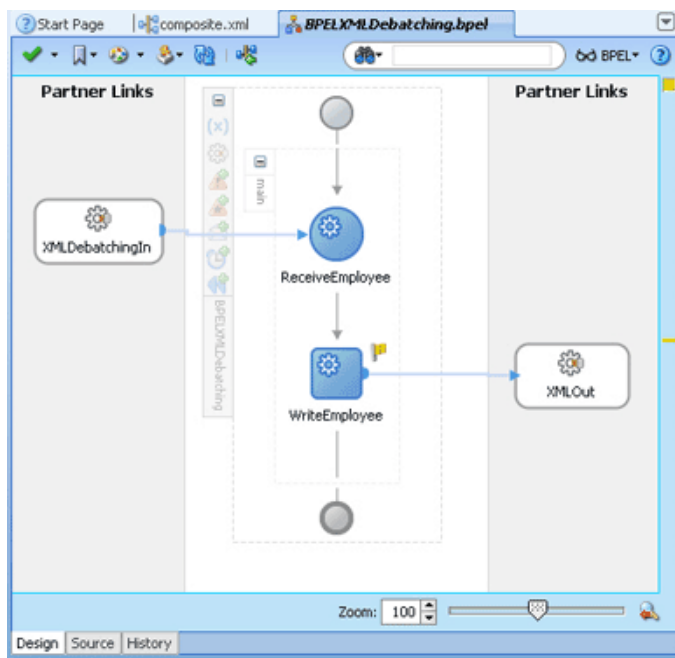 Start Page
composite.xml
BPELXMLDebatching.bpel
BPEL
Partner Links
Partner Links
(x)
main
XMLDebatchingIn
ReceiveEmployee
BPELXMLDebatching
XMLOut
WriteEmployee
Zoom: 100
Design Source History